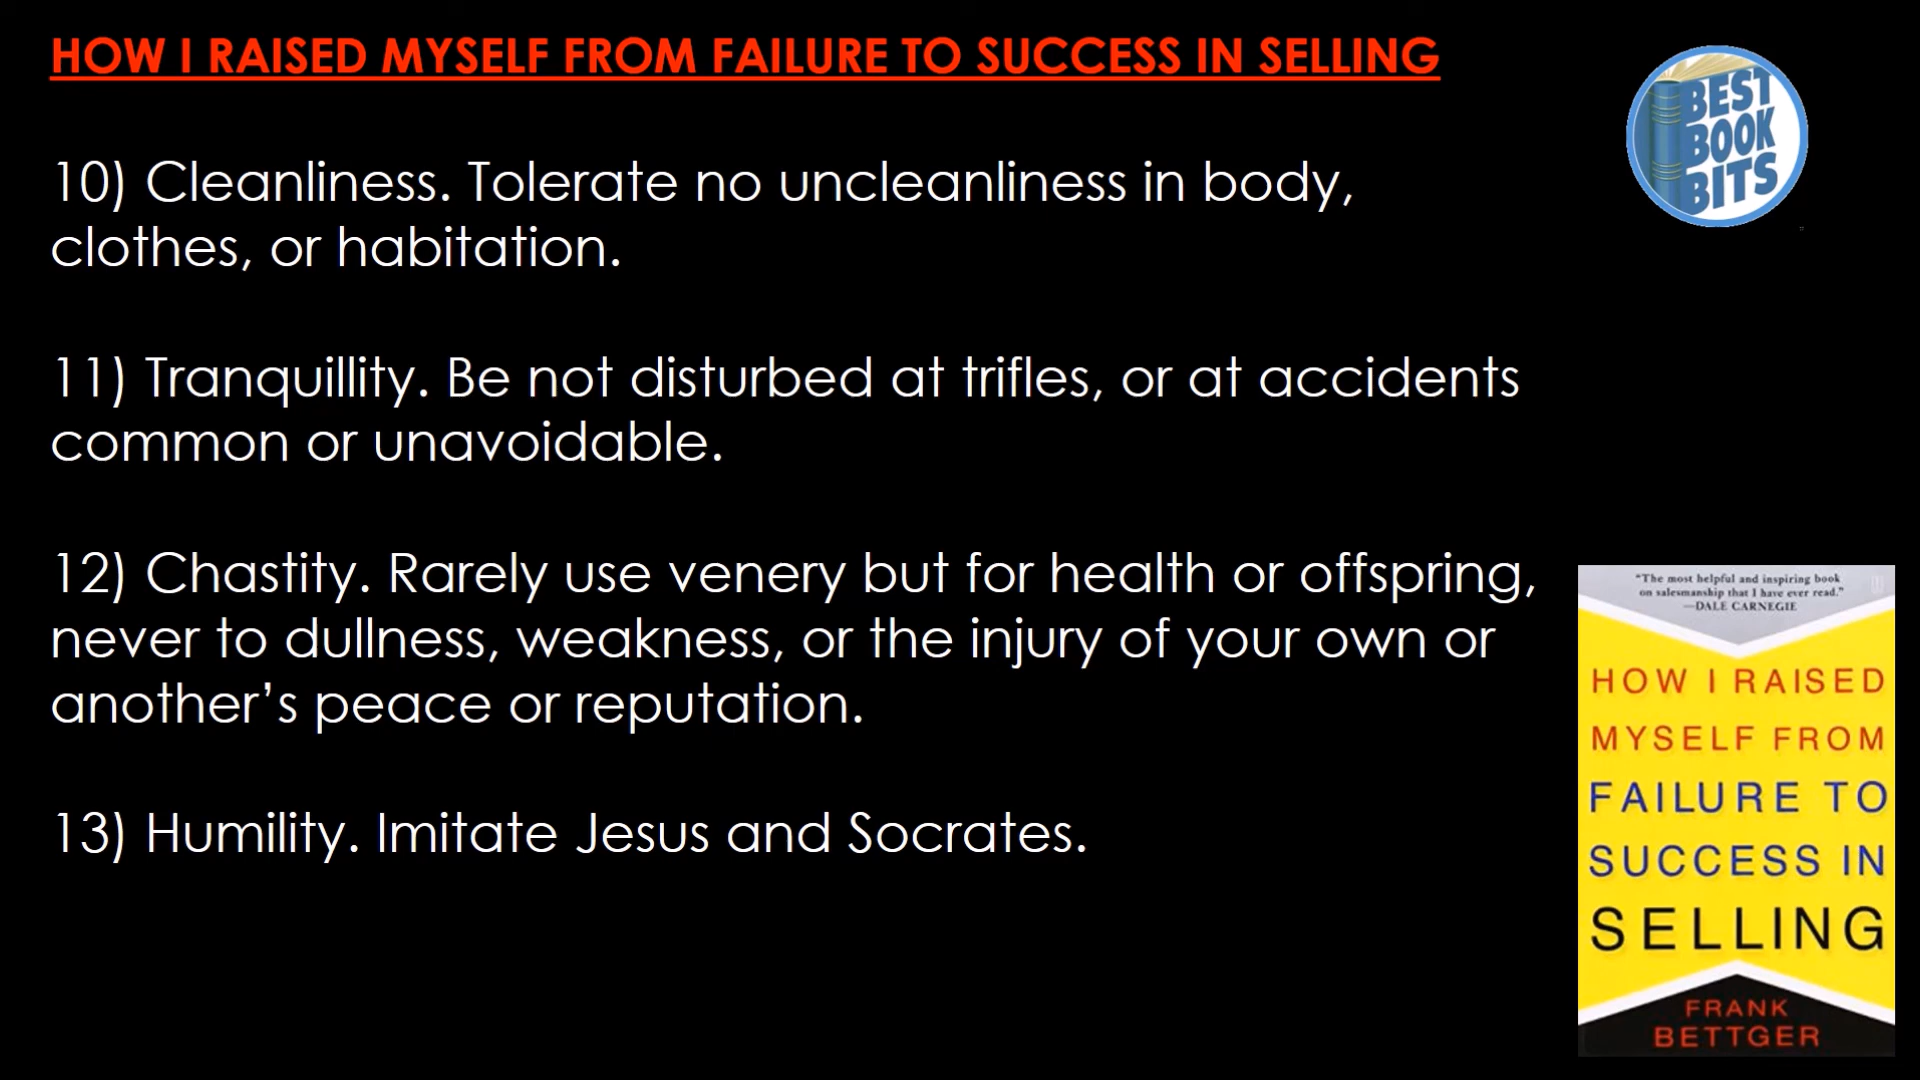 HOW I RAISED MYSELF FROM FAILURE TO SUCCESS IN SELLING
BEST
BOOK
BITS
10) Cleanliness. Tolerate no uncleanliness in body,
clothes, or habitation.
11) Tranquillity. Be not disturbed at trifles, or at accidents
common or unavoidable.
12) Chastity. Rarely use venery but for health or offspring,
never to dullness, weakness, or the injury of your own or
another’s peace or reputation.
13) Humility. Imitate Jesus and Socrates.
"The most helpful and inspiring book
on salesmanship that I have ever read."
—DALE CARNEGIE
HOW I RAISED
MYSELF FROM
FAILURE TO
SUCCESS IN
SELLING
FRANK
BETTGER